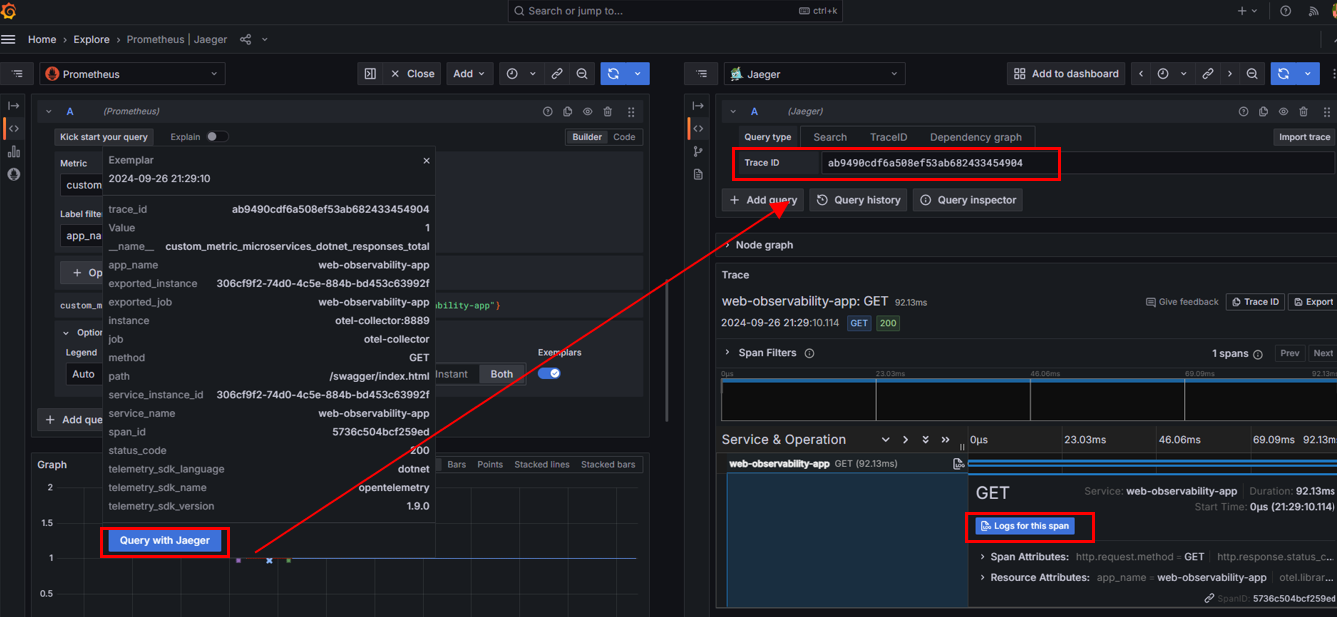 Search or jump to...
ctrl+k
Home › Explore › Prometheus | Jaeger
Prometheus
Close
Add
A (Prometheus)
Kick start your query
Explain
Builder
Code
Metric
custom
Label filte
app_na
Op
custom_m
bility-app"}
Option
Legend
Auto
Instant
Both
Exemplars
Add que
Exemplar
2024-09-26 21:29:10
trace_id ab9490cdf6a508ef53ab682433454904
Value 1
__name__ custom_metric_microservices_dotnet_responses_total
app_name web-observability-app
exported_instance 306cf9f2-74d0-4c5e-884b-bd453c63992f
exported_job web-observability-app
instance otel-collector:8889
job otel-collector
method GET
path /swagger/index.html
service_instance_id 306cf9f2-74d0-4c5e-884b-bd453c63992f
service_name web-observability-app
span_id 5736c504bcf259ed
status_code 200
telemetry_sdk_language dotnet
telemetry_sdk_name opentelemetry
telemetry_sdk_version 1.9.0
Query with Jaeger
Graph
Bars
Points
Stacked lines
Stacked bars
2
1.5
1
0.5
Jaeger
Add to dashboard
A (Jaeger)
Query type
Search
TraceID
Dependency graph
Import trace
Trace ID ab9490cdf6a508ef53ab682433454904
Add query
Query history
Query inspector
Node graph
Trace
web-observability-app: GET 92.13ms
Give feedback
Trace ID
Export
2024-09-26 21:29:10.114 GET 200
Span Filters
1 spans
Prev
Next
0µs 23.03ms 46.06ms 69.09ms 92.13ms
Service & Operation
0µs 23.03ms 46.06ms 69.09ms 92.13ms
web-observability-app GET (92.13ms)
GET
Service: web-observability-app
Duration: 92.13ms
Start Time: 0µs (21:29:10.114)
Logs for this span
Span Attributes: http.request.method = GET http.response.status_c...
Resource Attributes: app_name = web-observability-app otel.librar...
SpanID: 5736c504bcf259ed